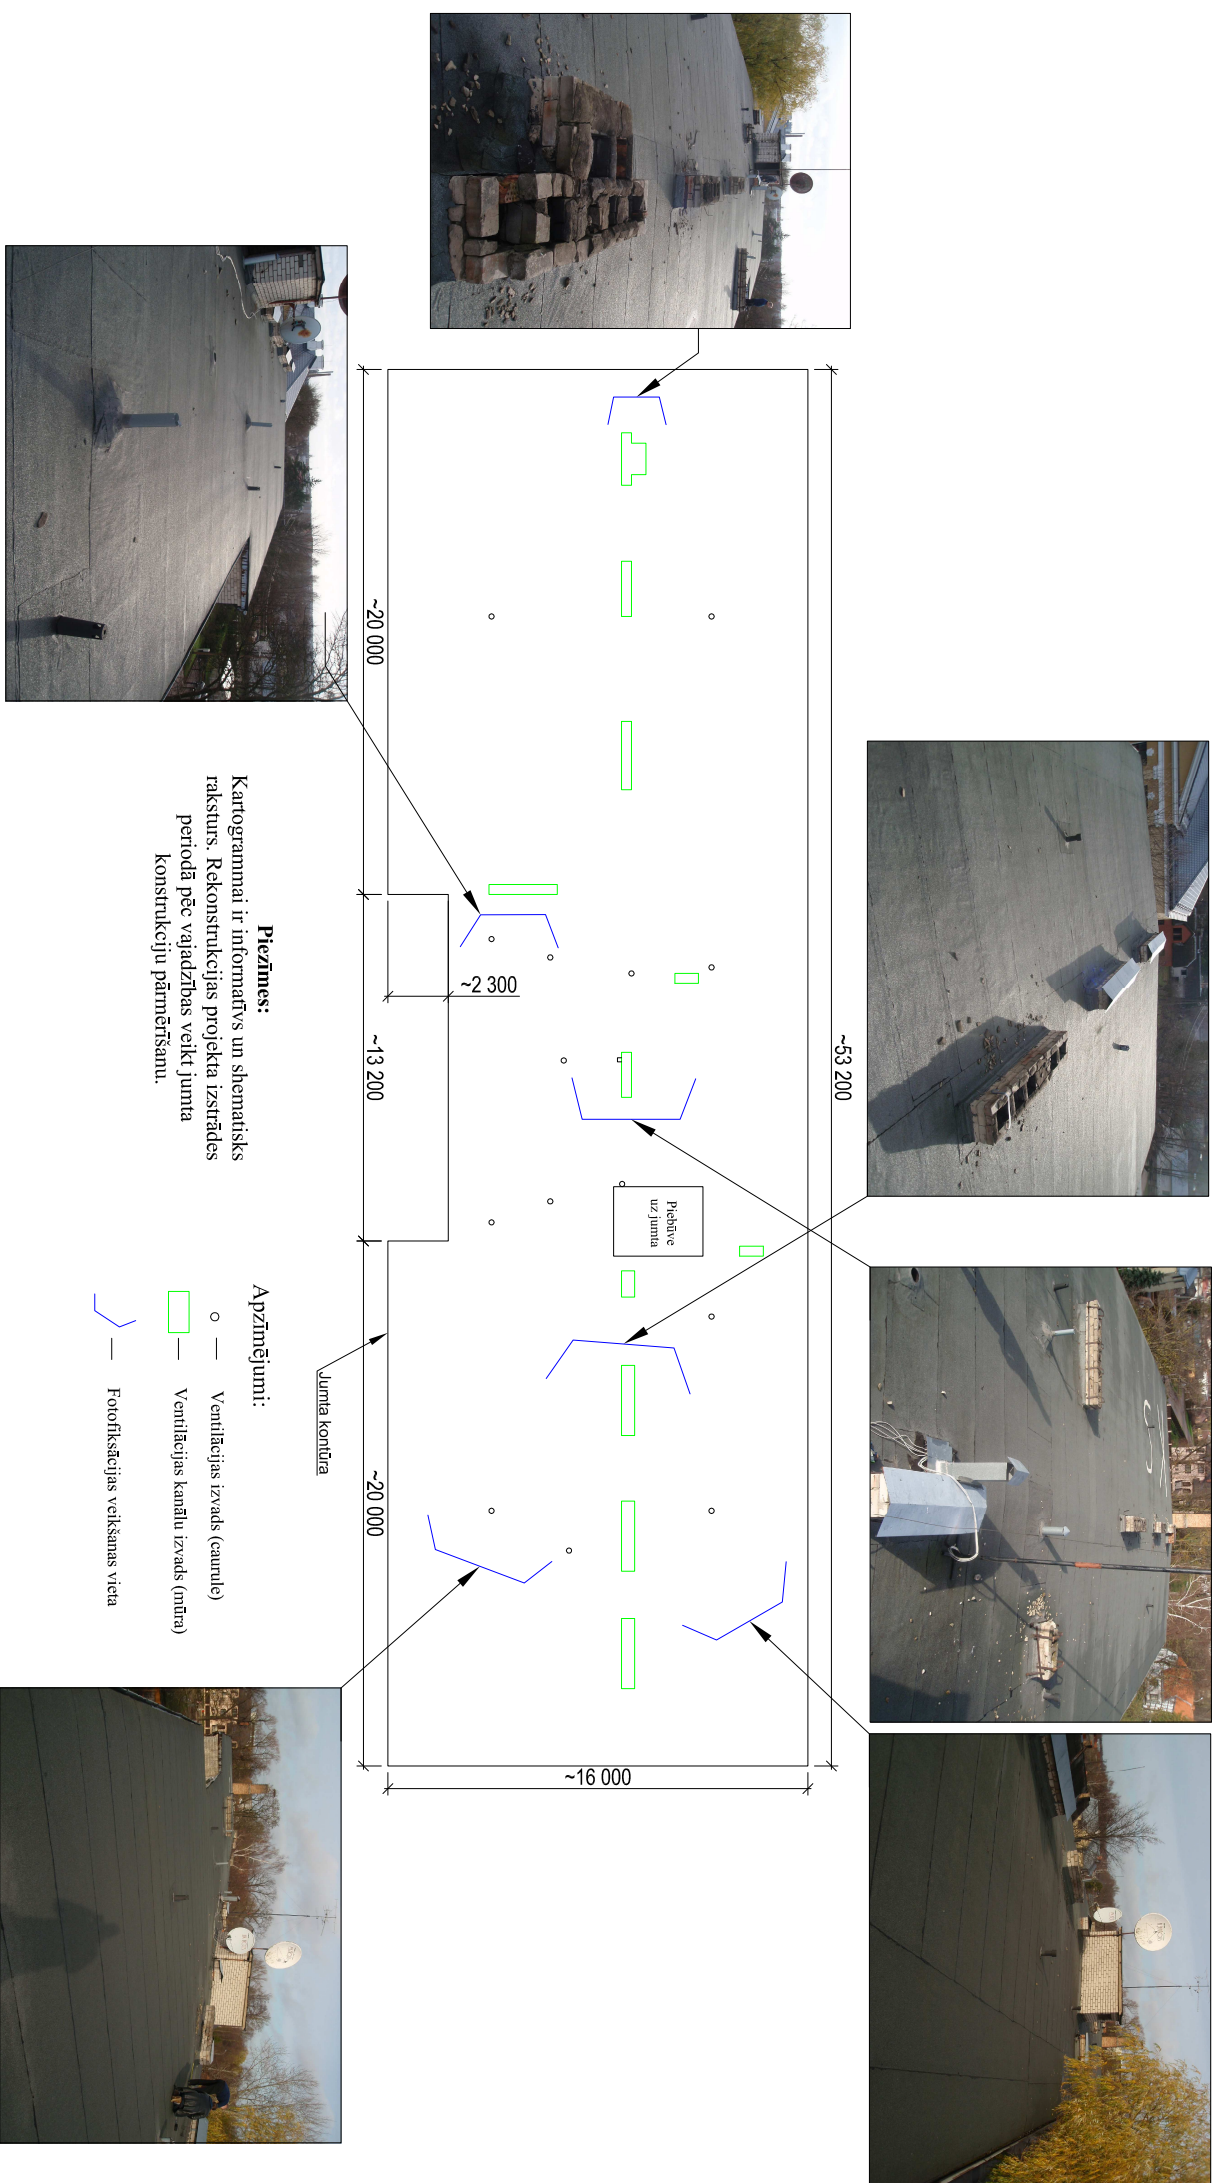 ~53 200
~16 000
~20 000
~13 200
~20 000
~2 300
Piebūve
uz jumta
Jumta kontūra
Piezīmes:
Kartogrammai ir informatīvs un shematisks
raksturs. Rekonstrukcijas projekta izstrādes
periodā pēc vajadzības veikt jumta
konstrukciju pārmērīšanu.
Apzīmējumi:
Ventilācijas izvads (caurule)
Ventilācijas kanālu izvads (mūra)
Fotofiksācijas veikšanas vieta